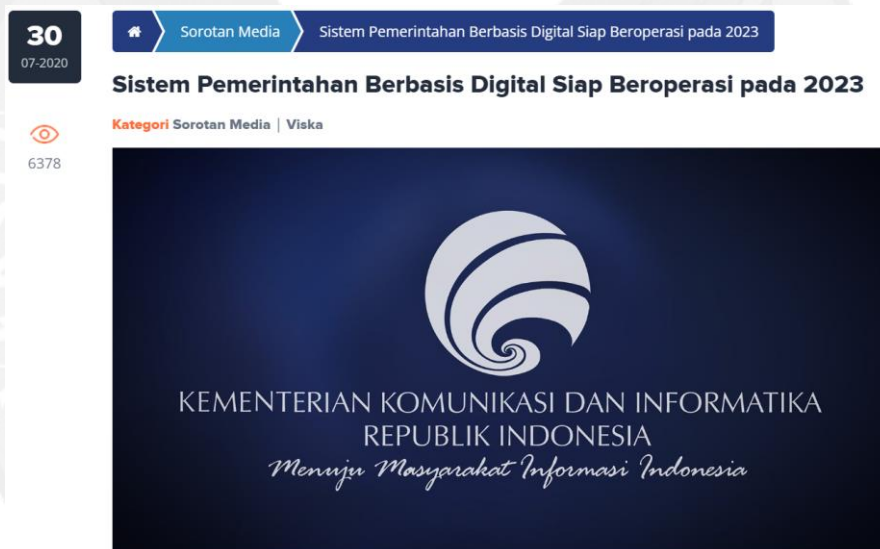 30
07-2020
Sorotan Media
Sistem Pemerintahan Berbasis Digital Siap Beroperasi pada 2023
Sistem Pemerintahan Berbasis Digital Siap Beroperasi pada 2023
Kategori Sorotan Media | Viska
6378
KEMENTERIAN KOMUNIKASI DAN INFORMATIKA
REPUBLIK INDONESIA
Menuju Masyarakat Informasi Indonesia